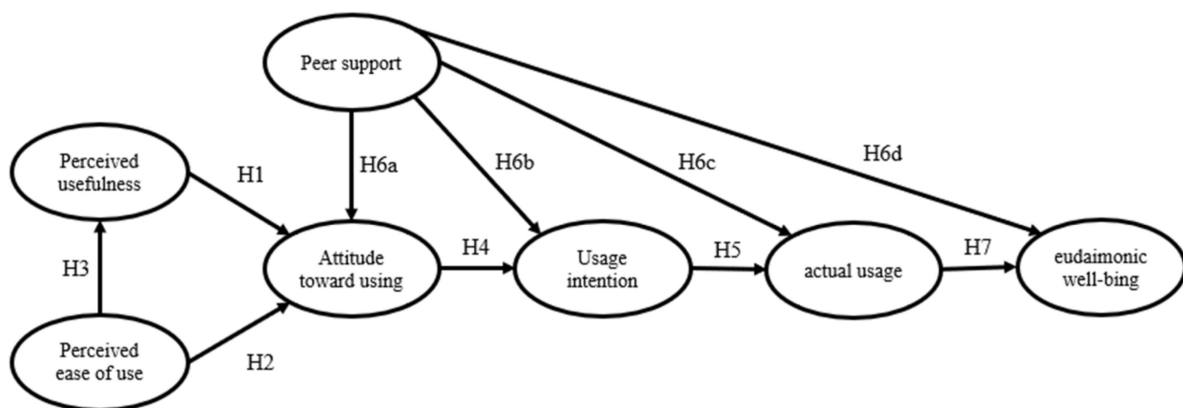 Peer support
Perceived
usefulness
H1
H6a
H6b
H6c
H6d
H3
Attitude
toward using
H4
Usage
intention
H5
actual usage
H7
eudaimonic
well-bing
Perceived
ease of use
H2